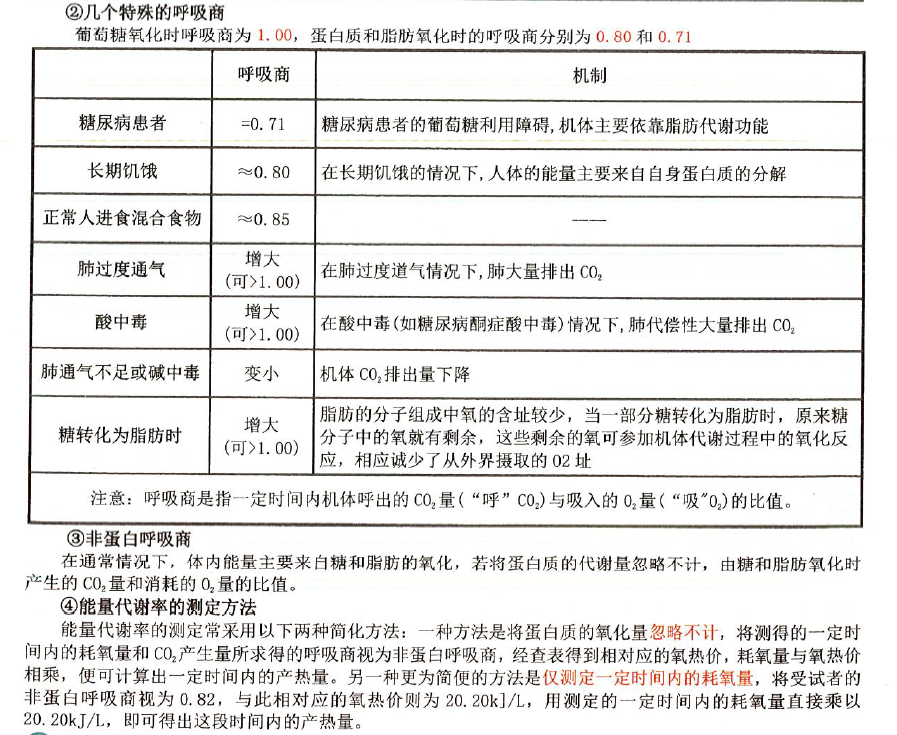 ②几个特殊的呼吸商
葡萄糖氧化时呼吸商为 1.00，蛋白质和脂肪氧化时的呼吸商分别为 0.80 和 0.71
呼吸商 机制
糖尿病患者 =0.71 糖尿病患者的葡萄糖利用障碍,机体主要依靠脂肪代谢功能
长期饥饿 ≈0.80 在长期饥饿的情况下,人体的能量主要来自自身蛋白质的分解
正常人进食混合食物 ≈0.85 ——
肺过度通气 增大 (可>1.00) 在肺过度道气情况下,肺大量排出 CO₂
酸中毒 增大 (可>1.00) 在酸中毒(如糖尿病酮症酸中毒)情况下,肺代偿性大量排出 CO₂
肺通气不足或碱中毒 变小 机体 CO₂排出量下降
糖转化为脂肪时 增大 (可>1.00) 脂肪的分子组成中氧的含址较少，当一部分糖转化为脂肪时，原来糖
分子中的氧就有剩余，这些剩余的氧可参加机体代谢过程中的氧化反
应，相应诚少了从外界摄取的 02 址
注意：呼吸商是指一定时间内机体呼出的 CO₂量(“呼” CO₂)与吸入的 O₂量(“吸"O₂)的比值。
③非蛋白呼吸商
在通常情况下，体内能量主要来自糖和脂肪的氧化，若将蛋白质的代谢量忽略不计，由糖和脂肪氧化时
产生的 CO₂量和消耗的 O₂量的比值。
④能量代谢率的测定方法
能量代谢率的测定常采用以下两种简化方法：一种方法是将蛋白质的氧化量忽略不计，将测得的一定时
间内的耗氧量和 CO₂产生量所求得的呼吸商视为非蛋白呼吸商，经查表得到相对应的氧热价，耗氧量与氧热价
相乘，便可计算出一定时间内的产热量。另一种更为简便的方法是仅测定一定时间内的耗氧量，将受试者的
非蛋白呼吸商视为 0.82，与此相对应的氧热价则为 20.20k]/L，用测定的一定时间内的耗氧量直接乘以
20.20kJ/L，即可得出这段时间内的产热量。